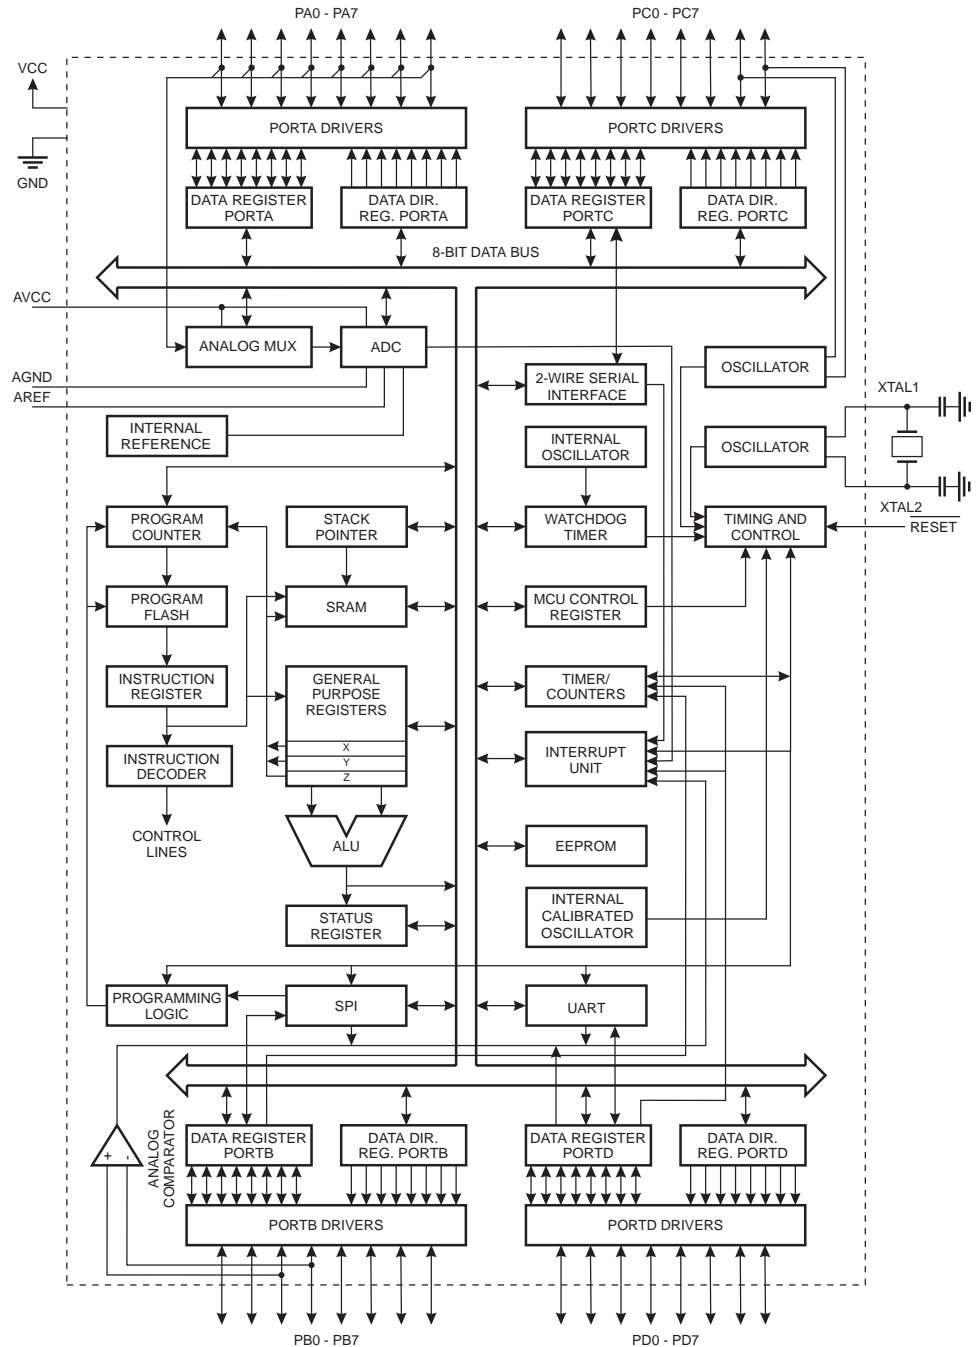 PA0 - PA7
PC0 - PC7
VCC
GND
PORTA DRIVERS
PORTC DRIVERS
DATA REGISTER
PORTA
DATA DIR.
REG. PORTA
DATA REGISTER
PORTC
DATA DIR.
REG. PORTC
8-BIT DATA BUS
AVCC
ANALOG MUX
ADC
AGND
AREF
2-WIRE SERIAL
INTERFACE
OSCILLATOR
XTAL1
INTERNAL
REFERENCE
INTERNAL
OSCILLATOR
OSCILLATOR
XTAL2
RESET
PROGRAM
COUNTER
STACK
POINTER
WATCHDOG
TIMER
TIMING AND
CONTROL
PROGRAM
FLASH
SRAM
MCU CONTROL
REGISTER
INSTRUCTION
REGISTER
GENERAL
PURPOSE
REGISTERS
X
Y
Z
TIMER/
COUNTERS
INSTRUCTION
DECODER
INTERRUPT
UNIT
CONTROL
LINES
ALU
EEPROM
STATUS
REGISTER
INTERNAL
CALIBRATED
OSCILLATOR
PROGRAMMING
LOGIC
SPI
UART
ANALOG
COMPARATOR
+
-
DATA REGISTER
PORTB
DATA DIR.
REG. PORTB
DATA REGISTER
PORTD
DATA DIR.
REG. PORTD
PORTB DRIVERS
PORTD DRIVERS
PB0 - PB7
PD0 - PD7